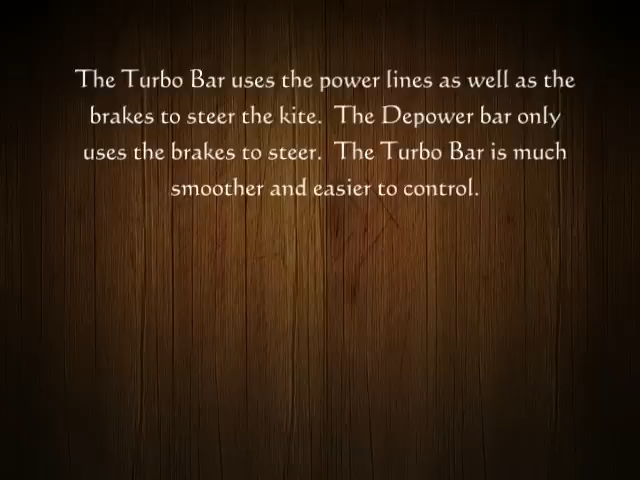 The Turbo Bar uses the power lines as well as the
brakes to steer the kite.  The Depower bar only
uses the brakes to steer.  The Turbo Bar is much
smoother and easier to control.